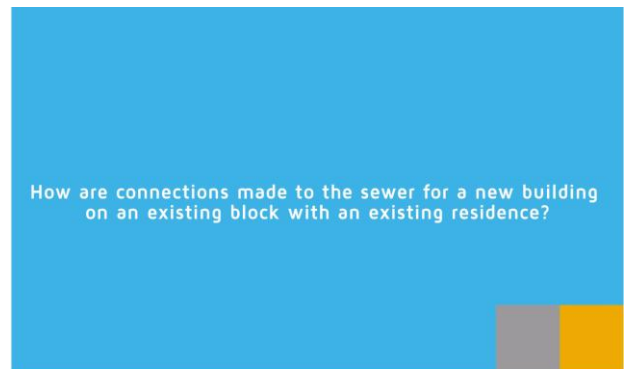 How are connections made to the sewer for a new building
on an existing block with an existing residence?